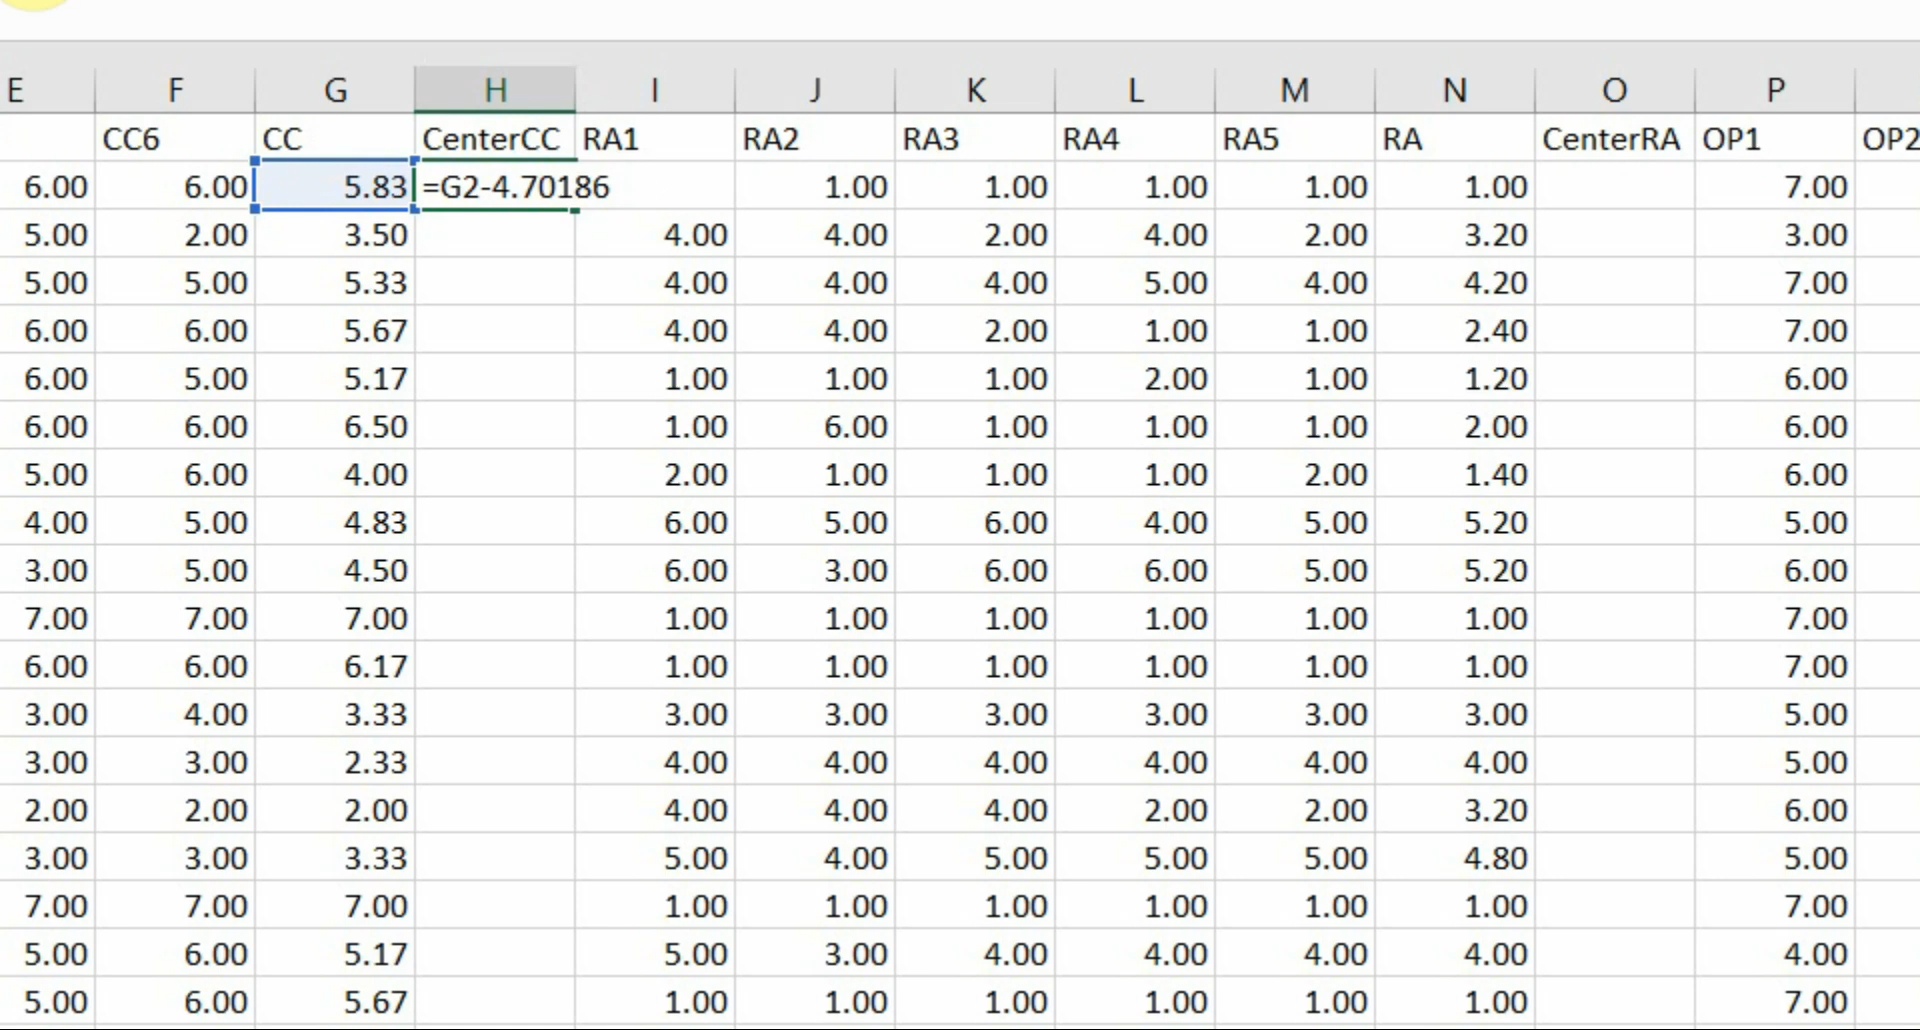 E F G H I J K L M N O P
CC6 CC CenterCC RA1 RA2 RA3 RA4 RA5 RA CenterRA OP1 OP2
6.00 6.00 5.83 =G2-4.70186 1.00 1.00 1.00 1.00 1.00 7.00
5.00 2.00 3.50 4.00 4.00 2.00 4.00 2.00 3.20 3.00
5.00 5.00 5.33 4.00 4.00 4.00 5.00 4.00 4.20 7.00
6.00 6.00 5.67 4.00 4.00 2.00 1.00 1.00 2.40 7.00
6.00 5.00 5.17 1.00 1.00 1.00 2.00 1.00 1.20 6.00
6.00 6.00 6.50 1.00 6.00 1.00 1.00 1.00 2.00 6.00
5.00 6.00 4.00 2.00 1.00 1.00 1.00 2.00 1.40 6.00
4.00 5.00 4.83 6.00 5.00 6.00 4.00 5.00 5.20 5.00
3.00 5.00 4.50 6.00 3.00 6.00 6.00 5.00 5.20 6.00
7.00 7.00 7.00 1.00 1.00 1.00 1.00 1.00 1.00 7.00
6.00 6.00 6.17 1.00 1.00 1.00 1.00 1.00 1.00 7.00
3.00 4.00 3.33 3.00 3.00 3.00 3.00 3.00 3.00 5.00
3.00 3.00 2.33 4.00 4.00 4.00 4.00 4.00 4.00 5.00
2.00 2.00 2.00 4.00 4.00 4.00 2.00 2.00 3.20 6.00
3.00 3.00 3.33 5.00 4.00 5.00 5.00 5.00 4.80 5.00
7.00 7.00 7.00 1.00 1.00 1.00 1.00 1.00 1.00 7.00
5.00 6.00 5.17 5.00 3.00 4.00 4.00 4.00 4.00 4.00
5.00 6.00 5.67 1.00 1.00 1.00 1.00 1.00 1.00 7.00